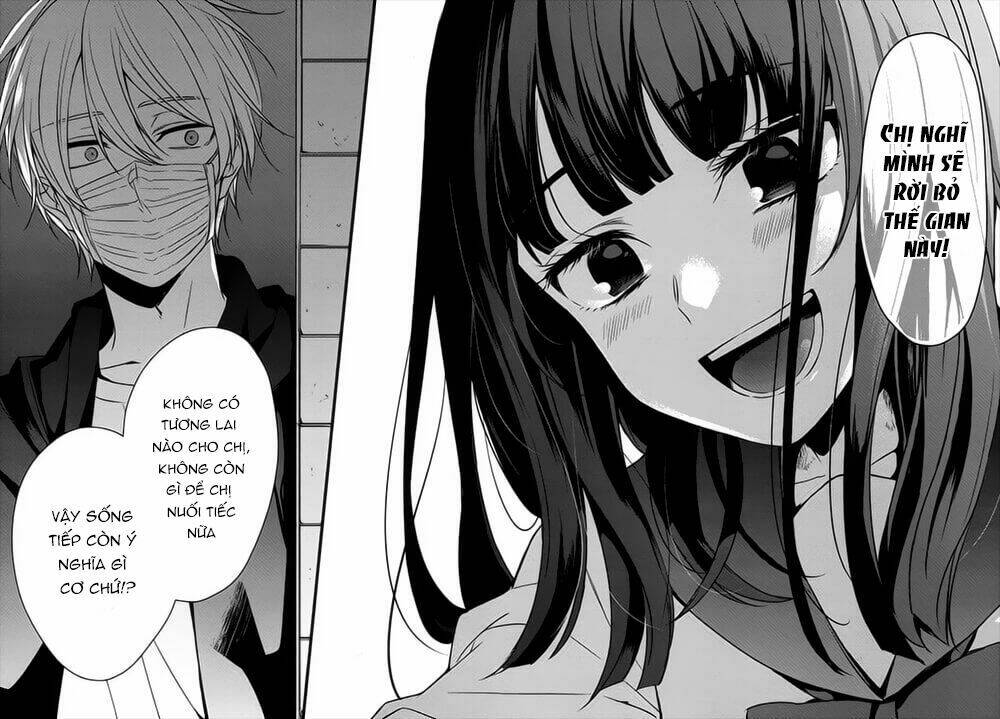 CHỊ NGHĨ
MÌNH SẼ
RỜI BỎ
THẾ GIAN
NÀY!
KHÔNG CÓ
TƯƠNG LAI
NÀO CHO CHỊ,
KHÔNG CÒN
GÌ ĐỂ CHỊ
NUỐI TIẾC
NỮA
VẬY SỐNG
TIẾP CÒN Ý
NGHĨA GÌ
CƠ CHỨ!?